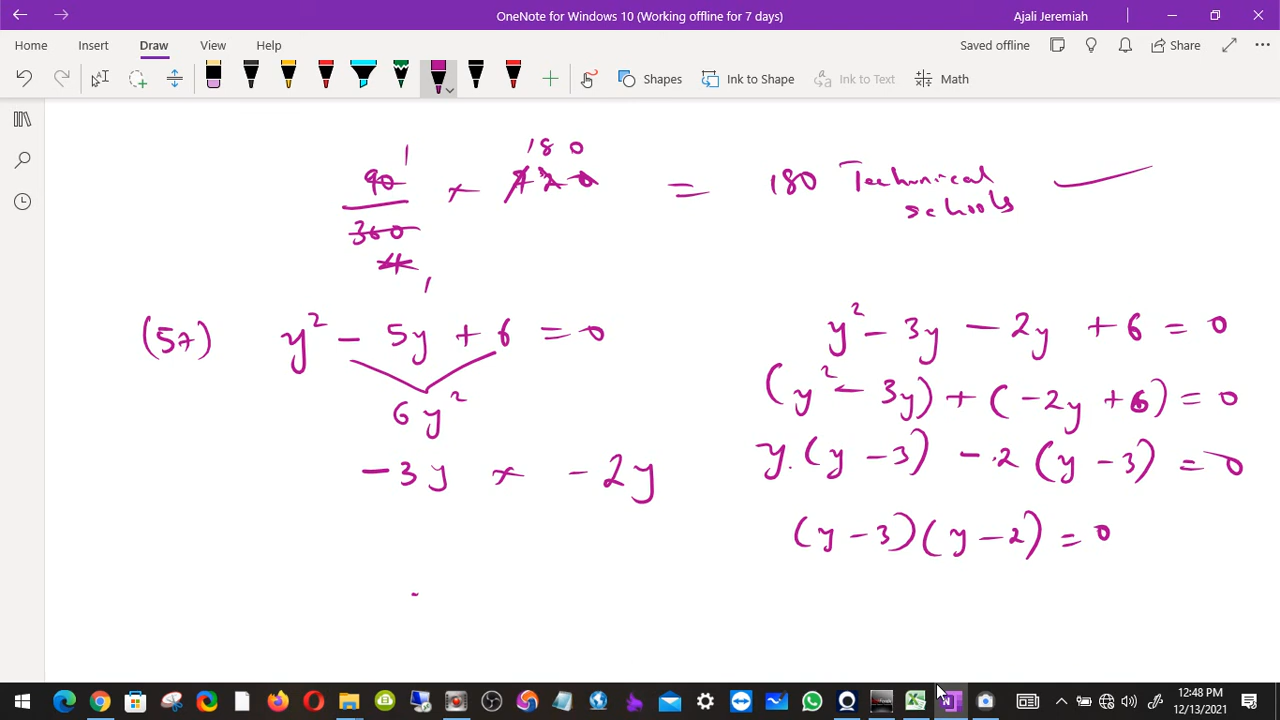 OneNote for Windows 10 (Working offline for 7 days)
Ajali Jeremiah
Home Insert Draw View Help
Saved offline
Share
Shapes
Ink to Shape
Ink to Text
Math
1 180
90/360 × 720 = 180 Technical schools
4
1
(57) y² - 5y + 6 = 0
6y²
-3y × -2y
y² - 3y - 2y + 6 = 0
(y² - 3y) + (-2y + 6) = 0
y(y - 3) - 2(y - 3) = 0
(y - 3)(y - 2) = 0
12:48 PM
12/13/2021